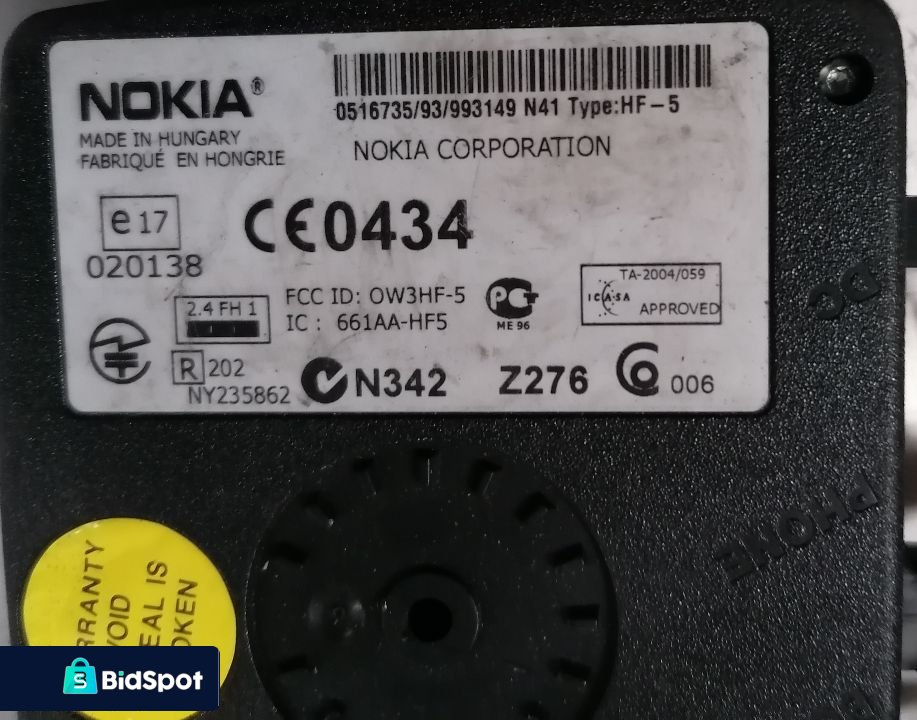 NOKIA®
MADE IN HUNGARY
FABRIQUÉ EN HONGRIE
0516735/93/993149 N41 Type:HF-5
NOKIA CORPORATION
e 17
020138
CE0434
2.4 FH 1
FCC ID: OW3HF-5
IC : 661AA-HF5
ME 96
TA-2004/059
ICASA
APPROVED
R 202
NY235862
N342
Z276
006
DC
PHONE
RRANTY
VOID
EAL IS
OKEN
BidSpot